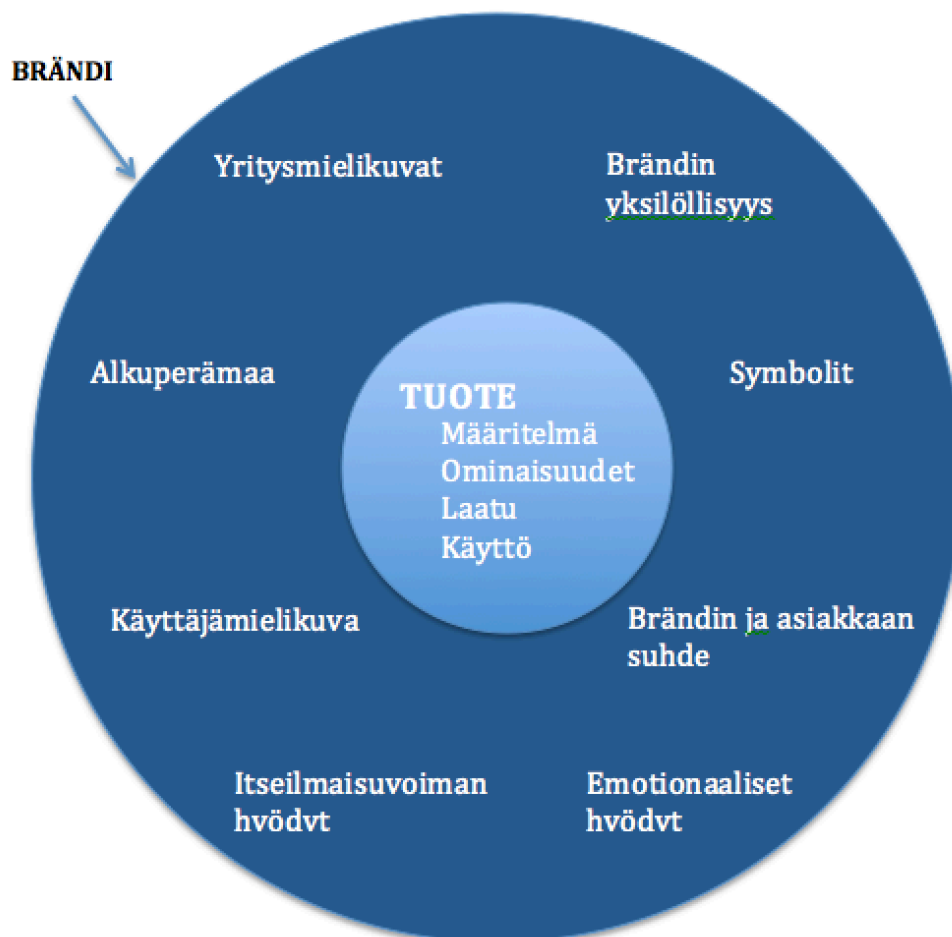 BRÄNDI
Yritysmielikuvat
Brändin
yksilöllisyys
Alkuperämaa
Symbolit
TUOTE
Määritelmä
Ominaisuudet
Laatu
Käyttö
Käyttäjämielikuva
Brändin ja asiakkaan
suhde
Itseilmaisuvoiman
hyödyt
Emotionaaliset
hyödyt